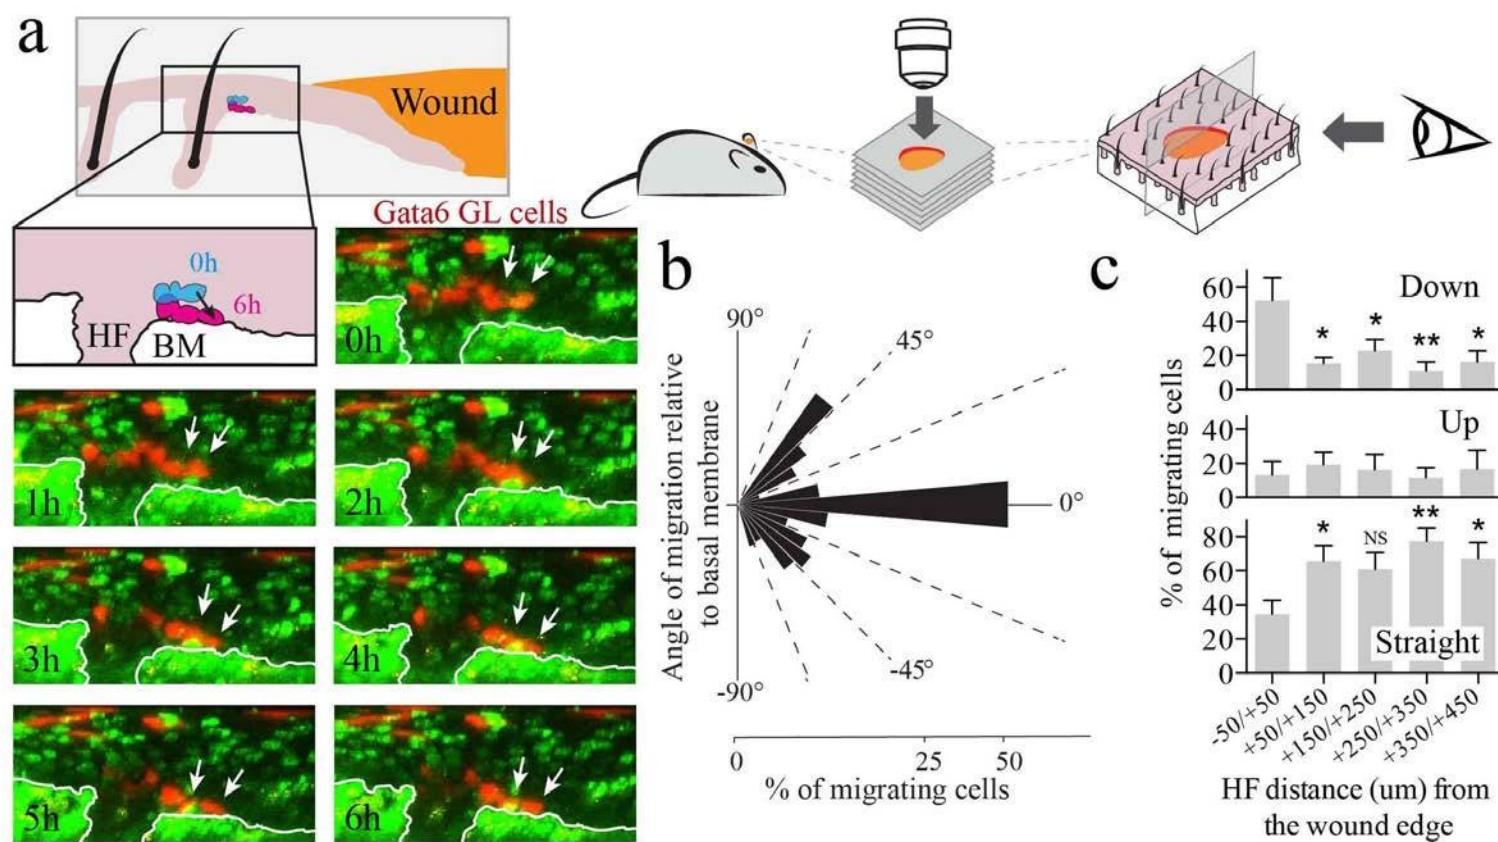 a
Wound
Gata6 GL cells
0h
6h
HF
BM
0h
1h
2h
3h
4h
5h
6h
b
Angle of migration relative
to basal membrane
90°
45°
0°
-45°
-90°
0
25
50
% of migrating cells
c
% of migrating cells
60
40
20
0
Down
*
*
**
*
40
20
0
Up
80
60
40
20
0
*
NS
**
*
Straight
-50/+50
+50/+150
+150/+250
+250/+350
+350/+450
HF distance (um) from
the wound edge